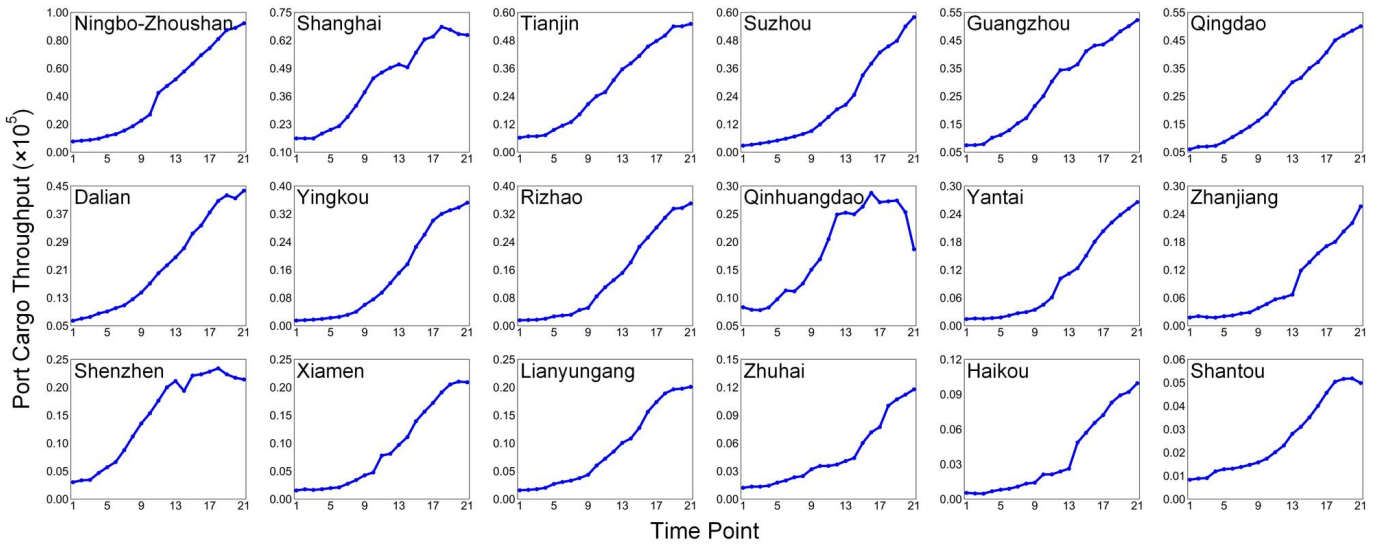 Port Cargo Throughput (×10⁵)
Ningbo-Zhoushan
1.00
0.80
0.60
0.40
0.20
0.00
1 5 9 13 17 21
Shanghai
0.75
0.62
0.49
0.36
0.23
0.10
1 5 9 13 17 21
Tianjin
0.60
0.48
0.36
0.24
0.12
0.00
1 5 9 13 17 21
Suzhou
0.60
0.48
0.36
0.24
0.12
0.00
1 5 9 13 17 21
Guangzhou
0.55
0.45
0.35
0.25
0.15
0.05
1 5 9 13 17 21
Qingdao
0.55
0.45
0.35
0.25
0.15
0.05
1 5 9 13 17 21
Dalian
0.45
0.37
0.29
0.21
0.13
0.05
1 5 9 13 17 21
Yingkou
0.40
0.32
0.24
0.16
0.08
0.00
1 5 9 13 17 21
Rizhao
0.40
0.32
0.24
0.16
0.08
0.00
1 5 9 13 17 21
Qinhuangdao
0.30
0.25
0.20
0.15
0.10
0.05
1 5 9 13 17 21
Yantai
0.30
0.24
0.18
0.12
0.06
0.00
1 5 9 13 17 21
Zhanjiang
0.30
0.24
0.18
0.12
0.06
0.00
1 5 9 13 17 21
Shenzhen
0.25
0.20
0.15
0.10
0.05
0.00
1 5 9 13 17 21
Xiamen
0.25
0.20
0.15
0.10
0.05
0.00
1 5 9 13 17 21
Lianyungang
0.25
0.20
0.15
0.10
0.05
0.00
1 5 9 13 17 21
Zhuhai
0.15
0.12
0.09
0.06
0.03
0.00
1 5 9 13 17 21
Haikou
0.12
0.09
0.06
0.03
0.00
1 5 9 13 17 21
Shantou
0.06
0.05
0.04
0.03
0.02
0.01
0.00
1 5 9 13 17 21
Time Point